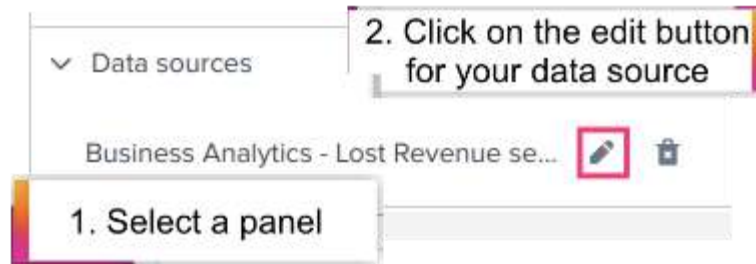 2. Click on the edit button
for your data source
Data sources
Business Analytics - Lost Revenue se...
1. Select a panel